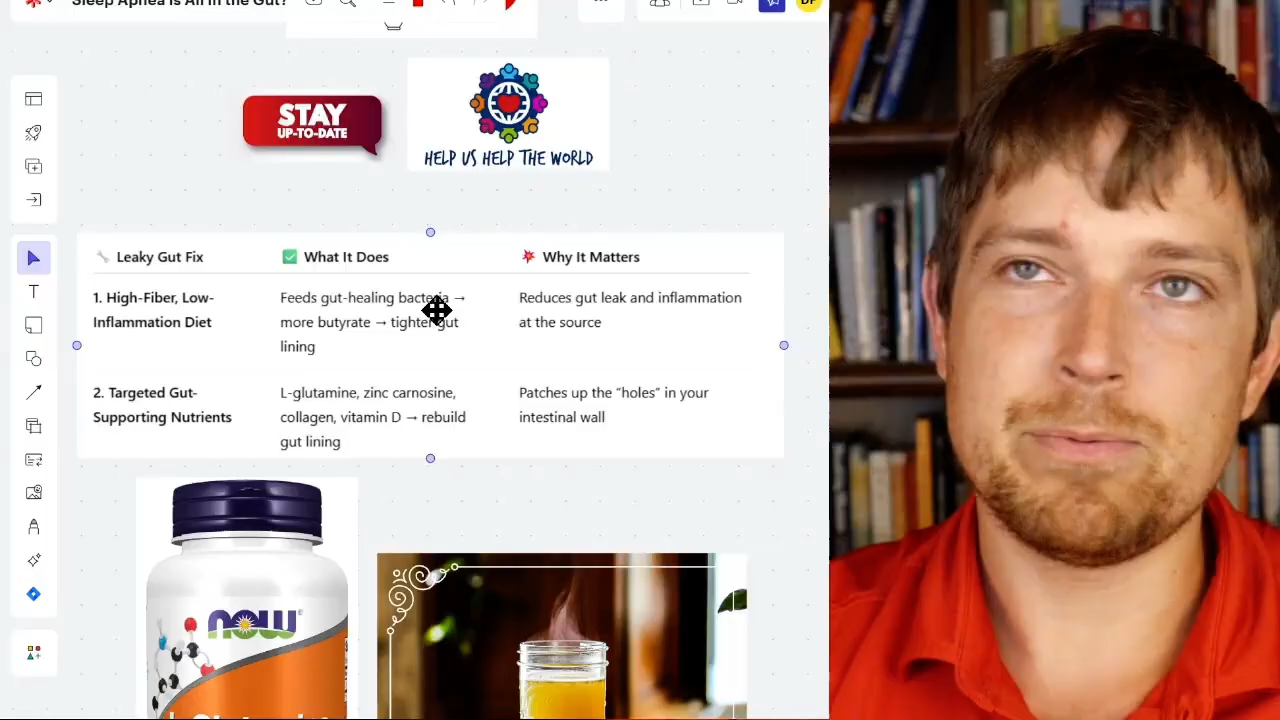 Sleep Apnea Is All in the Gut?
DP
STAY
UP-TO-DATE
HELP US HELP THE WORLD
Leaky Gut Fix
What It Does
Why It Matters
1. High-Fiber, Low-
Inflammation Diet
Feeds gut-healing bacteria →
more butyrate → tighter gut
lining
Reduces gut leak and inflammation
at the source
2. Targeted Gut-
Supporting Nutrients
L-glutamine, zinc carnosine,
collagen, vitamin D → rebuild
gut lining
Patches up the “holes” in your
intestinal wall
T
now